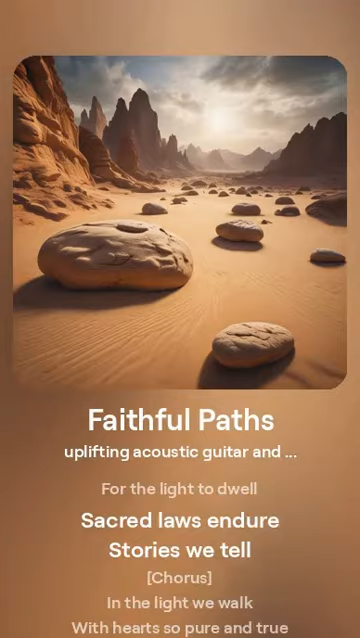 Faithful Paths
uplifting acoustic guitar and ...
For the light to dwell
Sacred laws endure
Stories we tell
[Chorus]
In the light we walk
With hearts so pure and true